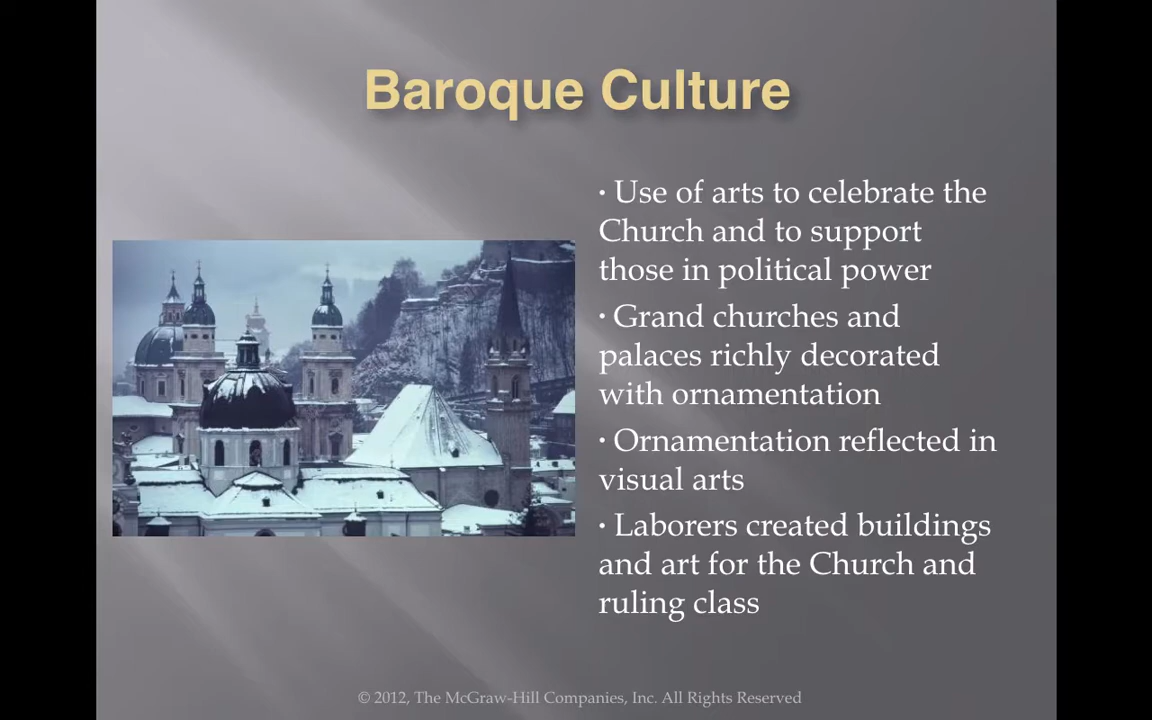 Baroque Culture
· Use of arts to celebrate the
Church and to support
those in political power
· Grand churches and
palaces richly decorated
with ornamentation
· Ornamentation reflected in
visual arts
· Laborers created buildings
and art for the Church and
ruling class
© 2012, The McGraw-Hill Companies, Inc. All Rights Reserved